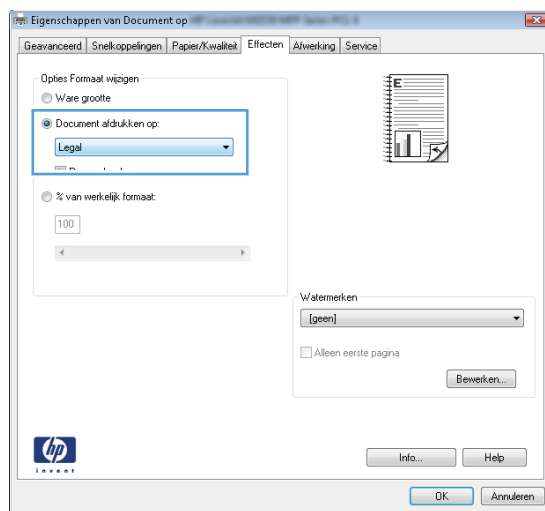 Eigenschappen van Document op
Geavanceerd Snelkoppelingen Papier/Kwaliteit Effecten Afwerking Service
Opties Formaat wijzigen
Ware grootte
Document afdrukken op:
Legal
% van werkelijk formaat:
100
E
Watermerken
[geen]
Alleen eerste pagina
Bewerken...
hp
invent
Info... Help
OK Annuleren